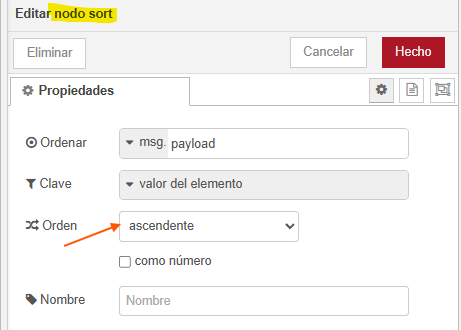 Editar nodo sort
Eliminar Cancelar Hecho
Propiedades
Ordenar msg. payload
Clave valor del elemento
Orden ascendente
como número
Nombre Nombre